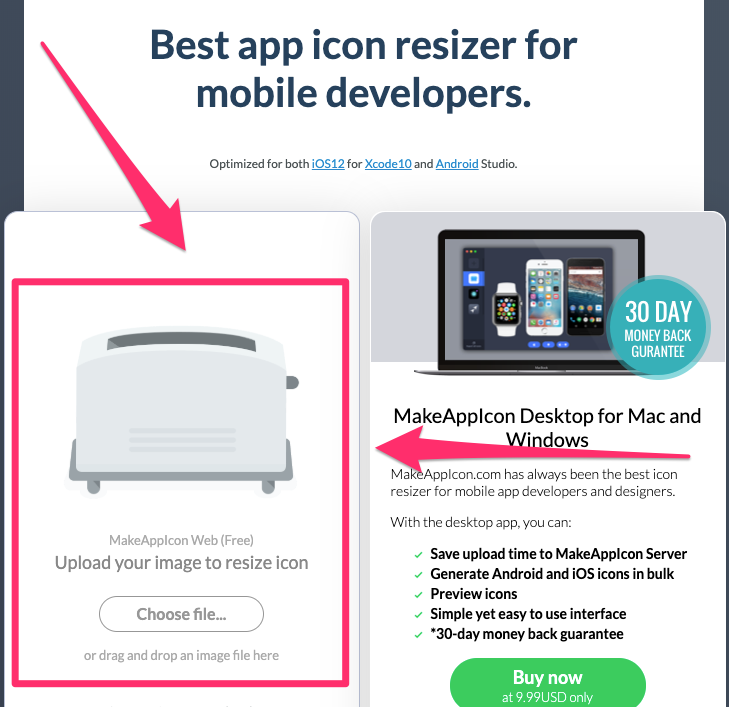 Best app icon resizer for
mobile developers.
Optimized for both iOS12 for Xcode10 and Android Studio.
MakeAppIcon Web (Free)
Upload your image to resize icon
Choose file...
or drag and drop an image file here
30 DAY
MONEY BACK
GURANTEE
MakeAppIcon Desktop for Mac and
Windows
MakeAppIcon.com has always been the best icon
resizer for mobile app developers and designers.
With the desktop app, you can:
Save upload time to MakeAppIcon Server
Generate Android and iOS icons in bulk
Preview icons
Simple yet easy to use interface
*30-day money back guarantee
Buy now
at 9.99USD only